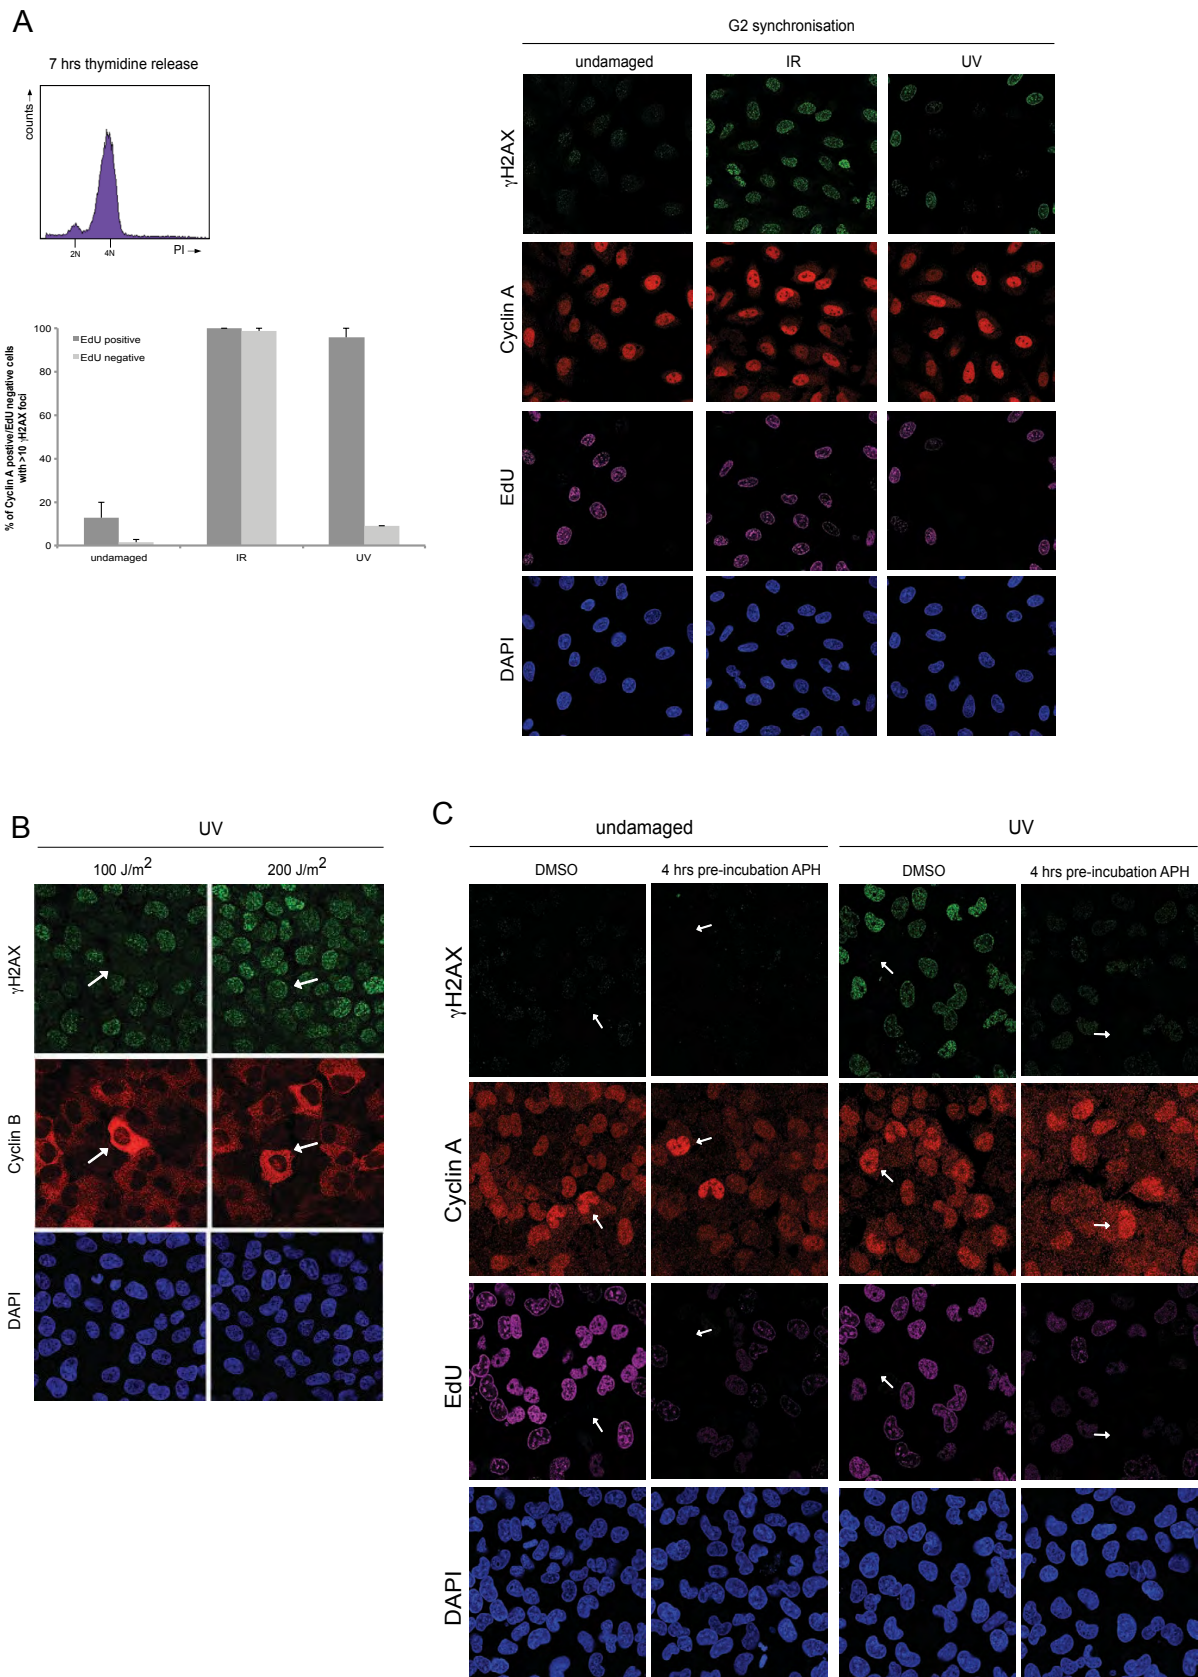 A
7 hrs thymidine release
counts →
2N
4N
PI →
100
80
60
40
20
0
EdU positive
EdU negative
% of Cyclin A postive/EdU negative cells
with >10 γH2AX foci
undamaged
IR
UV
G2 synchronisation
undamaged
IR
UV
γH2AX
Cyclin A
EdU
DAPI
B
UV
100 J/m²
200 J/m²
γH2AX
Cyclin B
DAPI
C
undamaged
UV
DMSO
4 hrs pre-incubation APH
DMSO
4 hrs pre-incubation APH
γH2AX
Cyclin A
EdU
DAPI